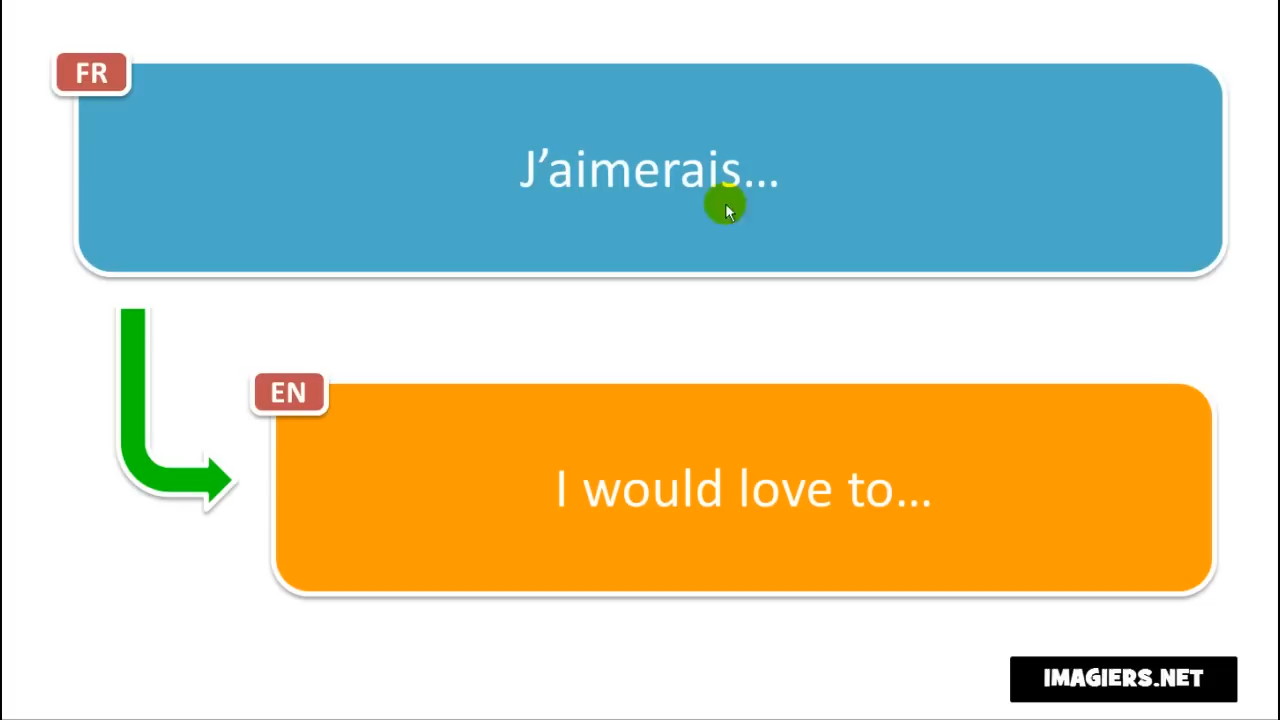 FR
J’aimerais...
EN
I would love to...
IMAGIERS.NET